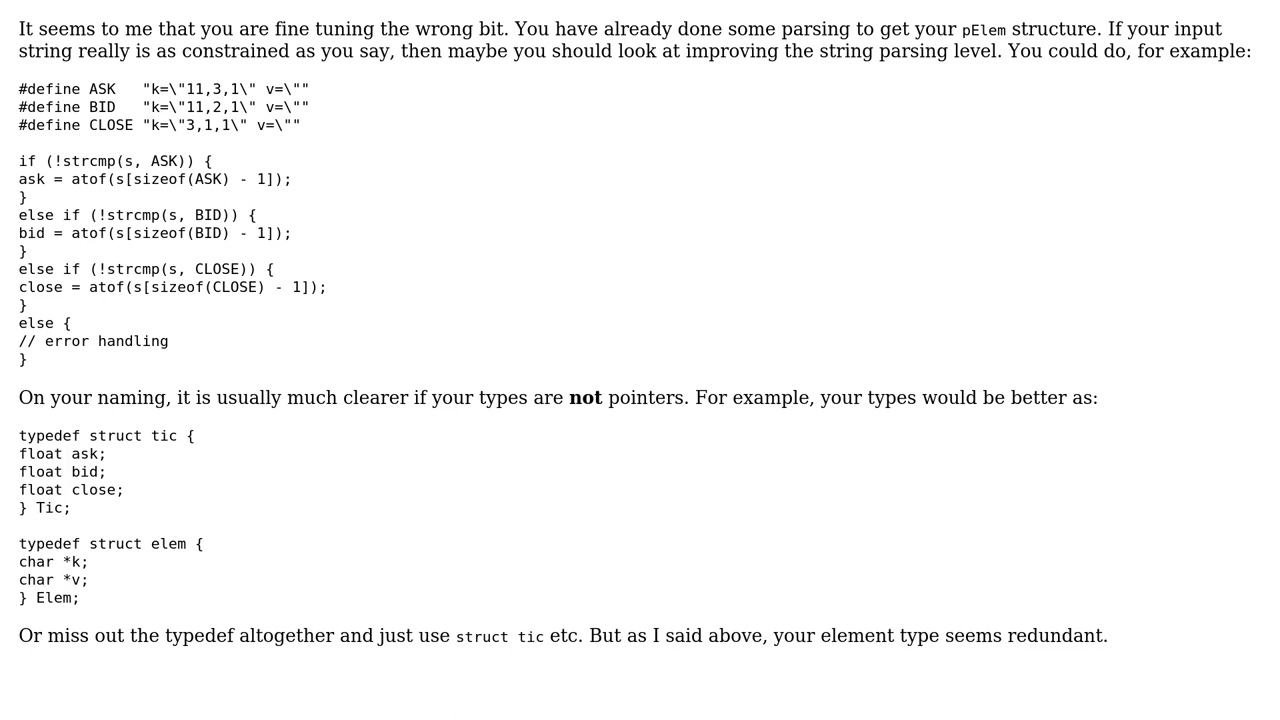 It seems to me that you are fine tuning the wrong bit. You have already done some parsing to get your pElem structure. If your input
string really is as constrained as you say, then maybe you should look at improving the string parsing level. You could do, for example:
#define ASK   "k=\"11,3,1\" v=\""
#define BID   "k=\"11,2,1\" v=\""
#define CLOSE "k=\"3,1,1\" v=\""
if (!strcmp(s, ASK)) {
ask = atof(s[sizeof(ASK) - 1]);
}
else if (!strcmp(s, BID)) {
bid = atof(s[sizeof(BID) - 1]);
}
else if (!strcmp(s, CLOSE)) {
close = atof(s[sizeof(CLOSE) - 1]);
}
else {
// error handling
}
On your naming, it is usually much clearer if your types are not pointers. For example, your types would be better as:
typedef struct tic {
float ask;
float bid;
float close;
} Tic;
typedef struct elem {
char *k;
char *v;
} Elem;
Or miss out the typedef altogether and just use struct tic etc. But as I said above, your element type seems redundant.